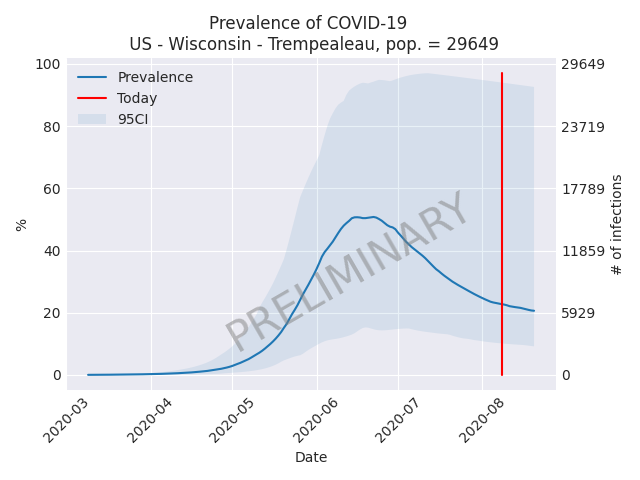 Prevalence of COVID-19
US - Wisconsin - Trempealeau, pop. = 29649
100
80
60
40
20
0
%
Prevalence
Today
95CI
PRELIMINARY
29649
23719
17789
11859
5929
0
# of infections
2020-03
2020-04
2020-05
2020-06
2020-07
2020-08
Date